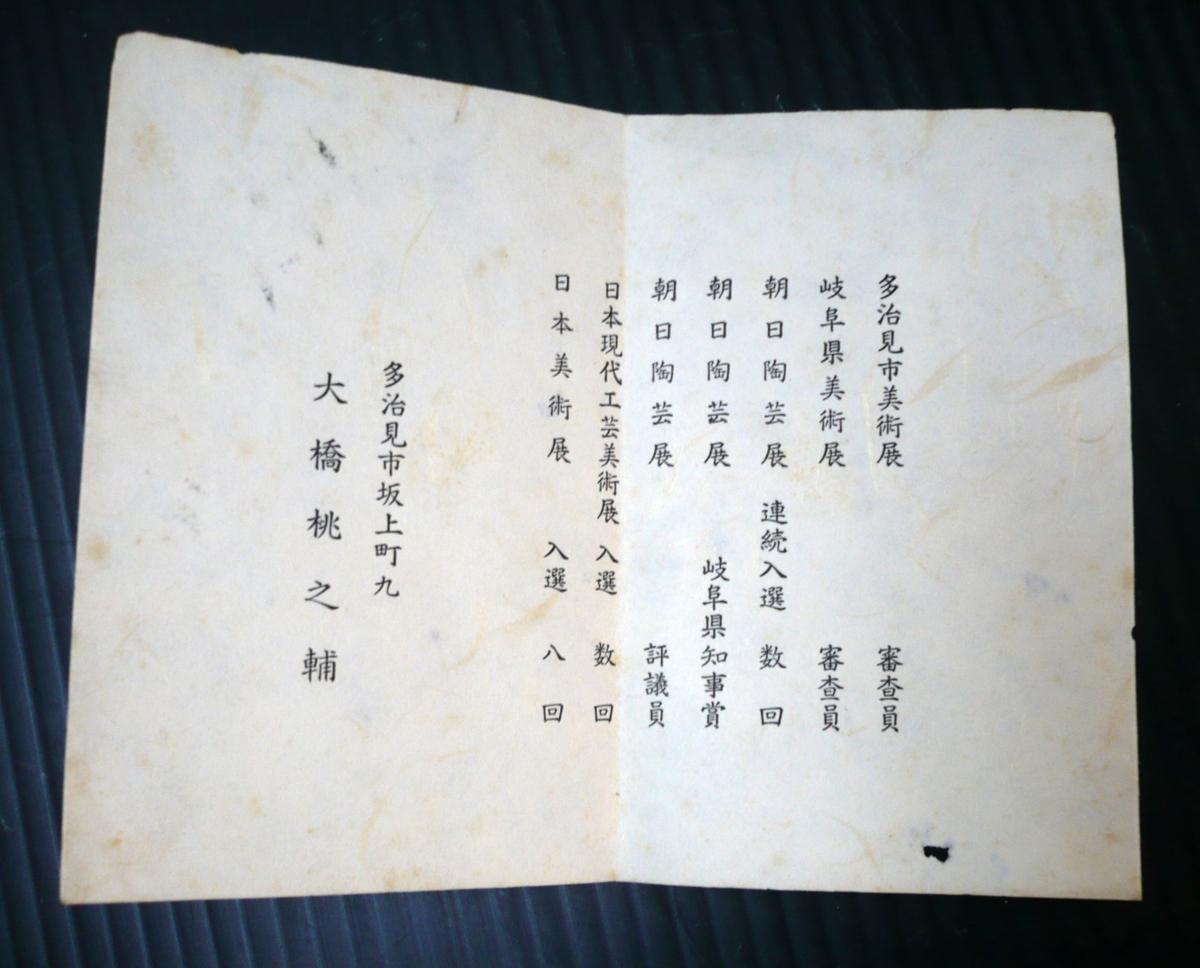 多治見市美術展 審査員
岐阜県美術展 審査員
朝日陶芸展 連続入選 数回
朝日陶芸展 岐阜県知事賞
朝日陶芸展 評議員
日本現代工芸美術展 入選 数回
日本美術展 入選 八回
多治見市坂上町九
大橋桃之輔